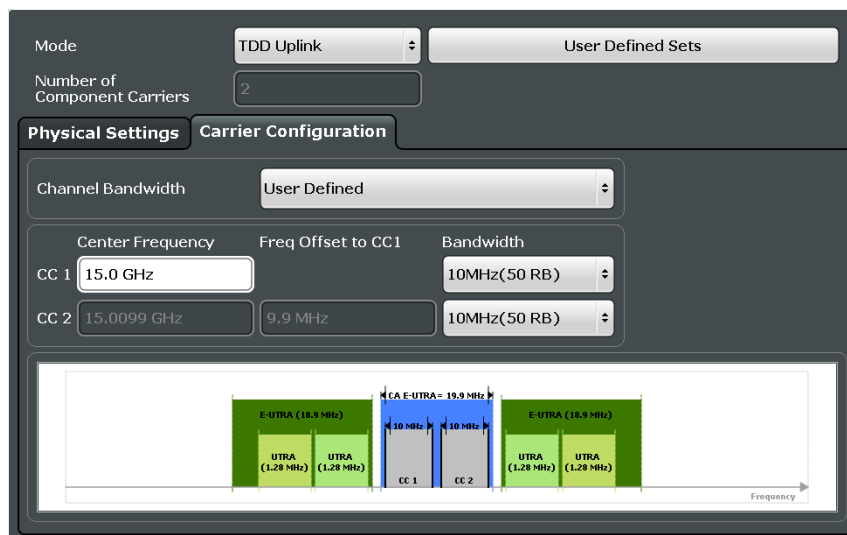 Mode TDD Uplink User Defined Sets
Number of
Component Carriers 2
Physical Settings Carrier Configuration
Channel Bandwidth User Defined
Center Frequency Freq Offset to CC1 Bandwidth
CC 1 15.0 GHz 10MHz(50 RB)
CC 2 15.0099 GHz 9.9 MHz 10MHz(50 RB)
CA E-UTRA= 19.9 MHz
E-UTRA (18.9 MHz) E-UTRA (18.9 MHz)
10 MHz 10 MHz
UTRA UTRA UTRA UTRA
(1.28 MHz) (1.28 MHz) (1.28 MHz) (1.28 MHz)
CC 1 CC 2
Frequency